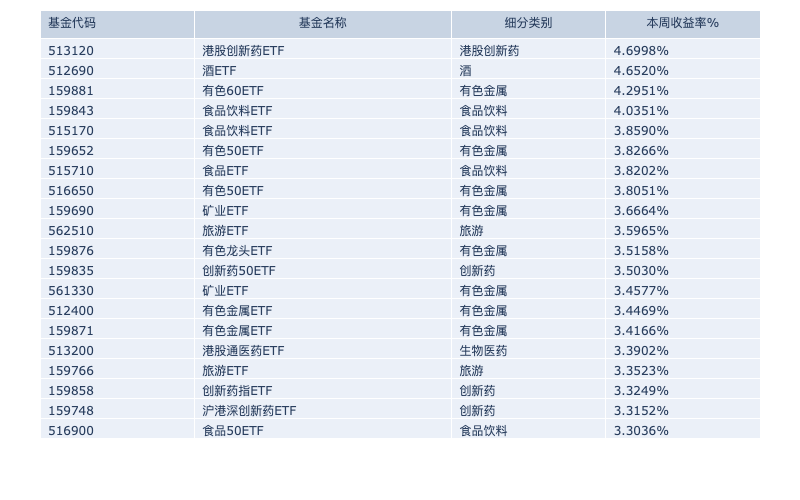 基金代码 基金名称 细分类别 本周收益率%
513120 港股创新药ETF 港股创新药 4.6998%
512690 酒ETF 酒 4.6520%
159881 有色60ETF 有色金属 4.2951%
159843 食品饮料ETF 食品饮料 4.0351%
515170 食品饮料ETF 食品饮料 3.8590%
159652 有色50ETF 有色金属 3.8266%
515710 食品ETF 食品饮料 3.8202%
516650 有色50ETF 有色金属 3.8051%
159690 矿业ETF 有色金属 3.6664%
562510 旅游ETF 旅游 3.5965%
159876 有色龙头ETF 有色金属 3.5158%
159835 创新药50ETF 创新药 3.5030%
561330 矿业ETF 有色金属 3.4577%
512400 有色金属ETF 有色金属 3.4469%
159871 有色金属ETF 有色金属 3.4166%
513200 港股通医药ETF 生物医药 3.3902%
159766 旅游ETF 旅游 3.3523%
159858 创新药指ETF 创新药 3.3249%
159748 沪港深创新药ETF 创新药 3.3152%
516900 食品50ETF 食品饮料 3.3036%